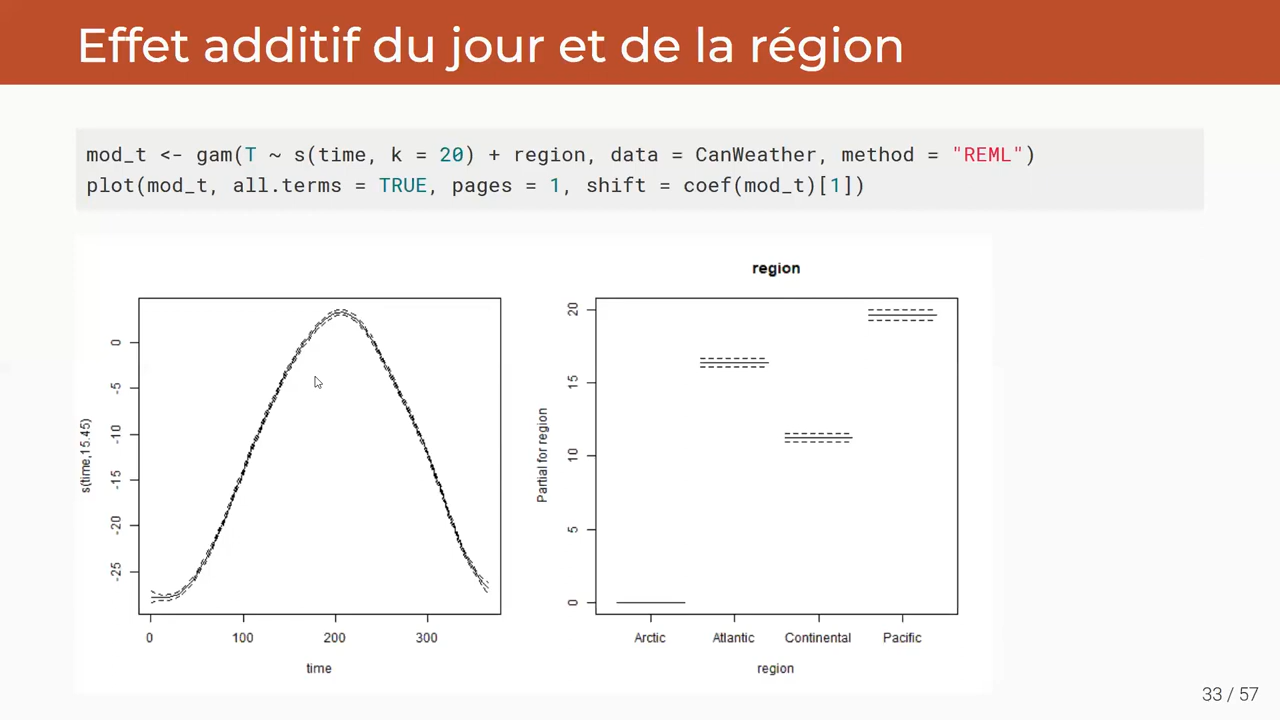 Effet additif du jour et de la région
mod_t <- gam(T ~ s(time, k = 20) + region, data = CanWeather, method = "REML")
plot(mod_t, all.terms = TRUE, pages = 1, shift = coef(mod_t)[1])
s(time,15.45)
0
-5
-10
-15
-20
-25
0 100 200 300
time
region
Partial for region
20
15
10
5
0
Arctic Atlantic Continental Pacific
region
33 / 57